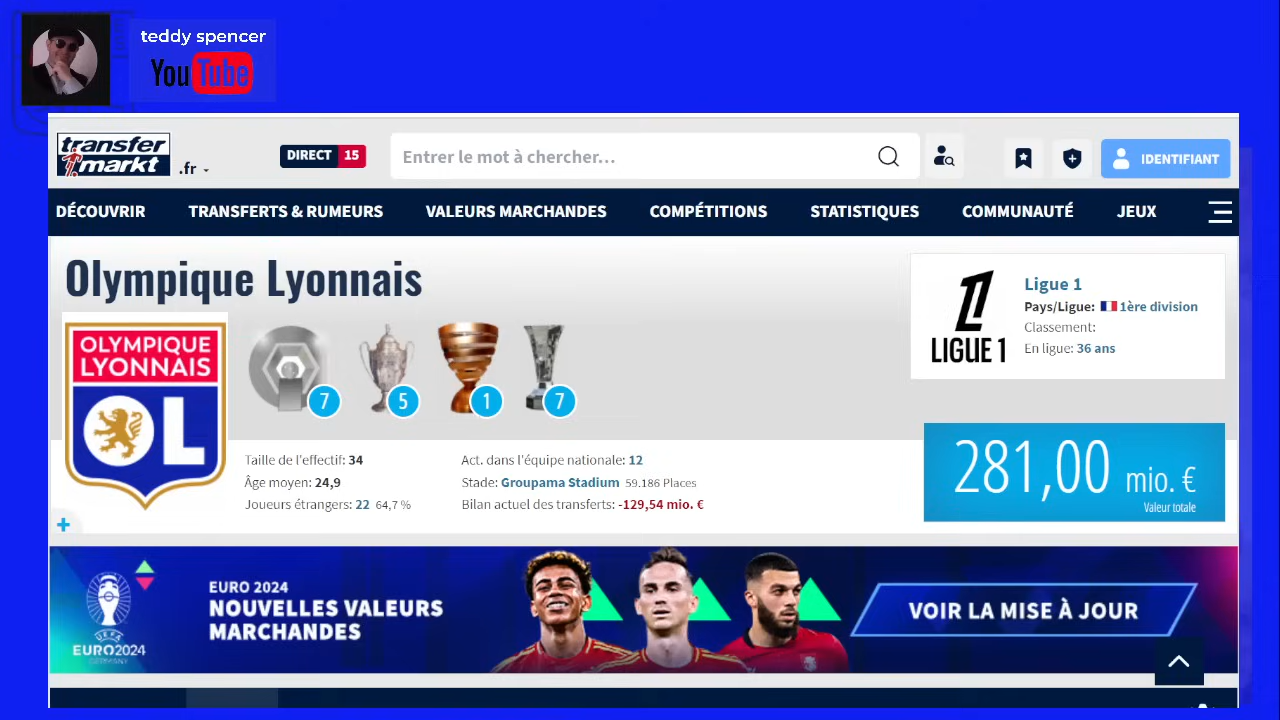 teddy spencer
YouTube
transfer
markt
.fr
DIRECT 15
Entrer le mot à chercher...
IDENTIFIANT
DÉCOUVRIR
TRANSFERTS & RUMEURS
VALEURS MARCHANDES
COMPÉTITIONS
STATISTIQUES
COMMUNAUTÉ
JEUX
Olympique Lyonnais
OLYMPIQUE
LYONNAIS
OL
7
5
1
7
LIGUE 1
Ligue 1
Pays/Ligue: 1ère division
Classement:
En ligue: 36 ans
Taille de l'effectif: 34
Âge moyen: 24,9
Joueurs étrangers: 22 64,7 %
Act. dans l'équipe nationale: 12
Stade: Groupama Stadium 59.186 Places
Bilan actuel des transferts: -129,54 mio. €
281,00 mio. €
Valeur totale
+
UEFA
EURO2024
GERMANY
EURO 2024
NOUVELLES VALEURS
MARCHANDES
VOIR LA MISE À JOUR